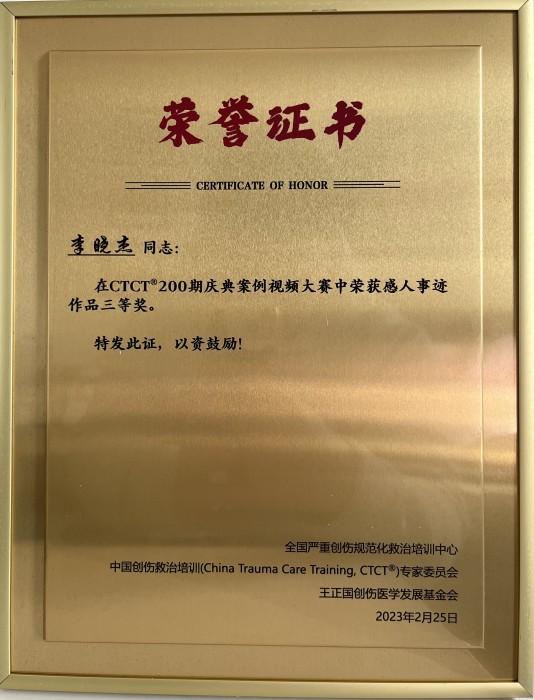 荣誉证书
CERTIFICATE OF HONOR
李晓杰 同志:
在CTCT®200期庆典案例视频大赛中荣获感人事迹
作品三等奖。
特发此证，以资鼓励！
全国严重创伤规范化救治培训中心
中国创伤救治培训(China Trauma Care Training, CTCT®)专家委员会
王正国创伤医学发展基金会
2023年2月25日